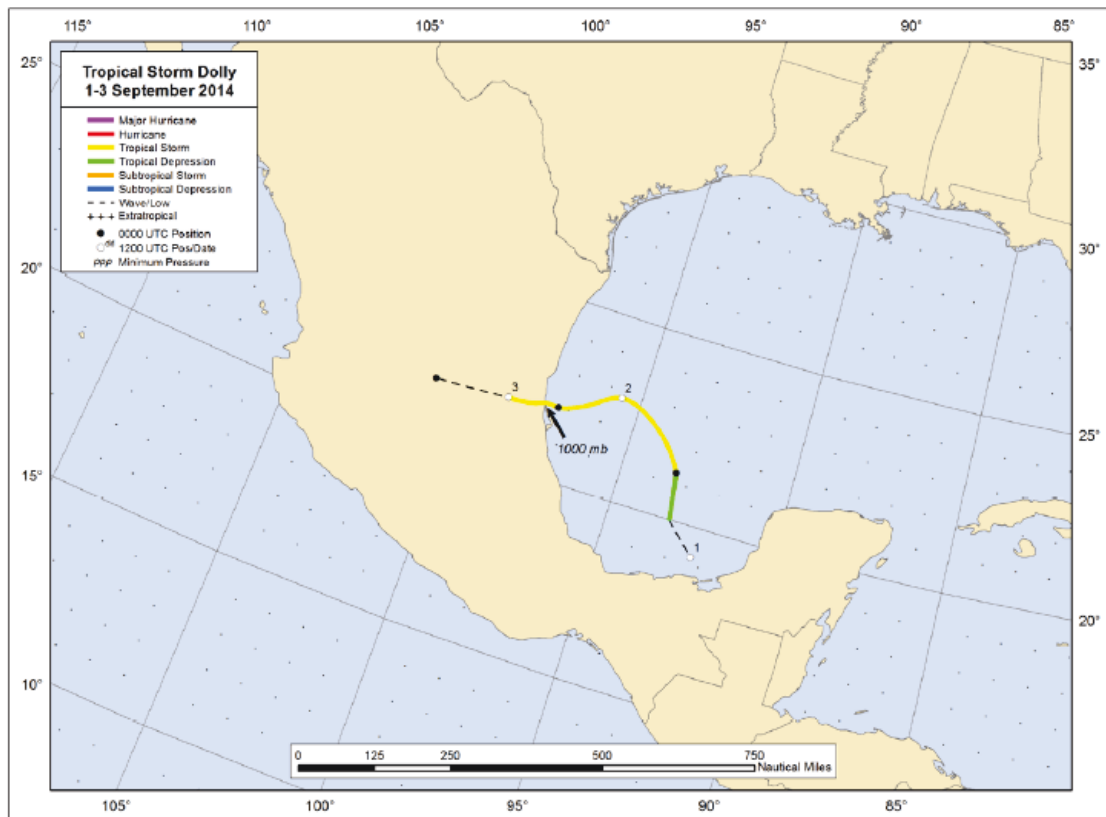 115°
110°
105°
100°
95°
90°
85°
25°
20°
15°
10°
35°
30°
25°
20°
Tropical Storm Dolly
1-3 September 2014
Major Hurricane
Hurricane
Tropical Storm
Tropical Depression
Subtropical Storm
Subtropical Depression
Wave/Low
Extratropical
0000 UTC Position
1200 UTC Pos/Date
PPP Minimum Pressure
3
2
1000 mb
1
0 125 250 500 750
Nautical Miles
105°
100°
95°
90°
85°